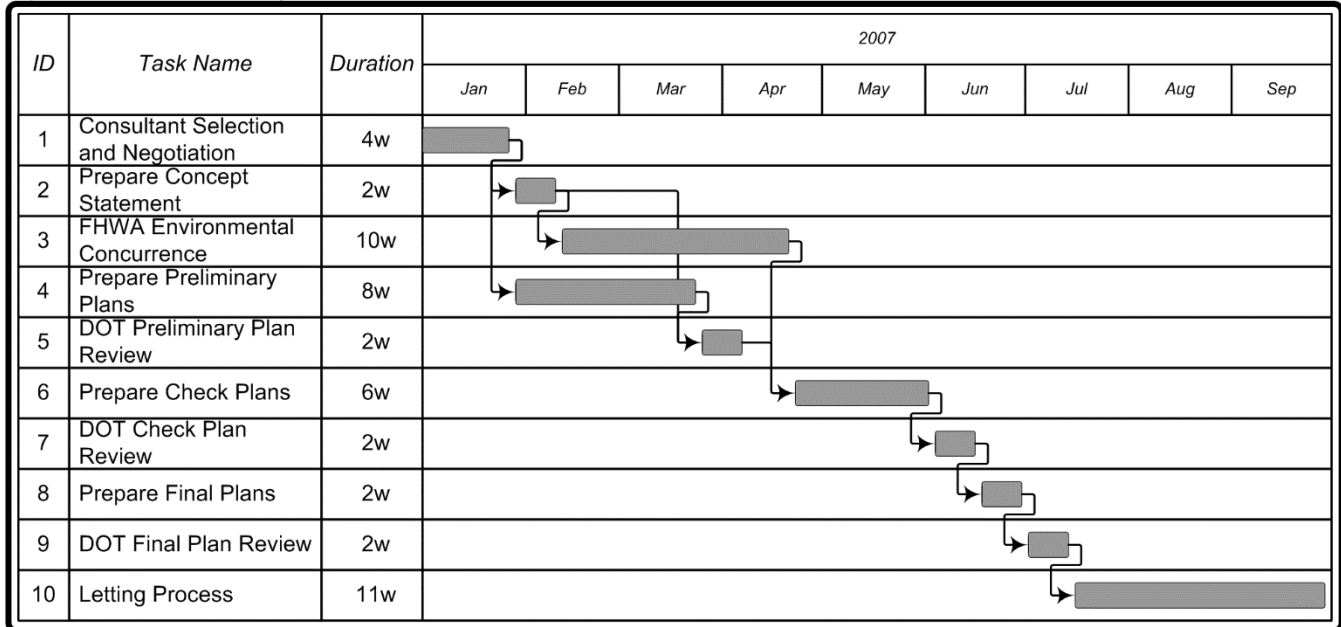 2007
ID Task Name Duration
Jan Feb Mar Apr May Jun Jul Aug Sep
1 Consultant Selection and Negotiation 4w
2 Prepare Concept Statement 2w
3 FHWA Environmental Concurrence 10w
4 Prepare Preliminary Plans 8w
5 DOT Preliminary Plan Review 2w
6 Prepare Check Plans 6w
7 DOT Check Plan Review 2w
8 Prepare Final Plans 2w
9 DOT Final Plan Review 2w
10 Letting Process 11w